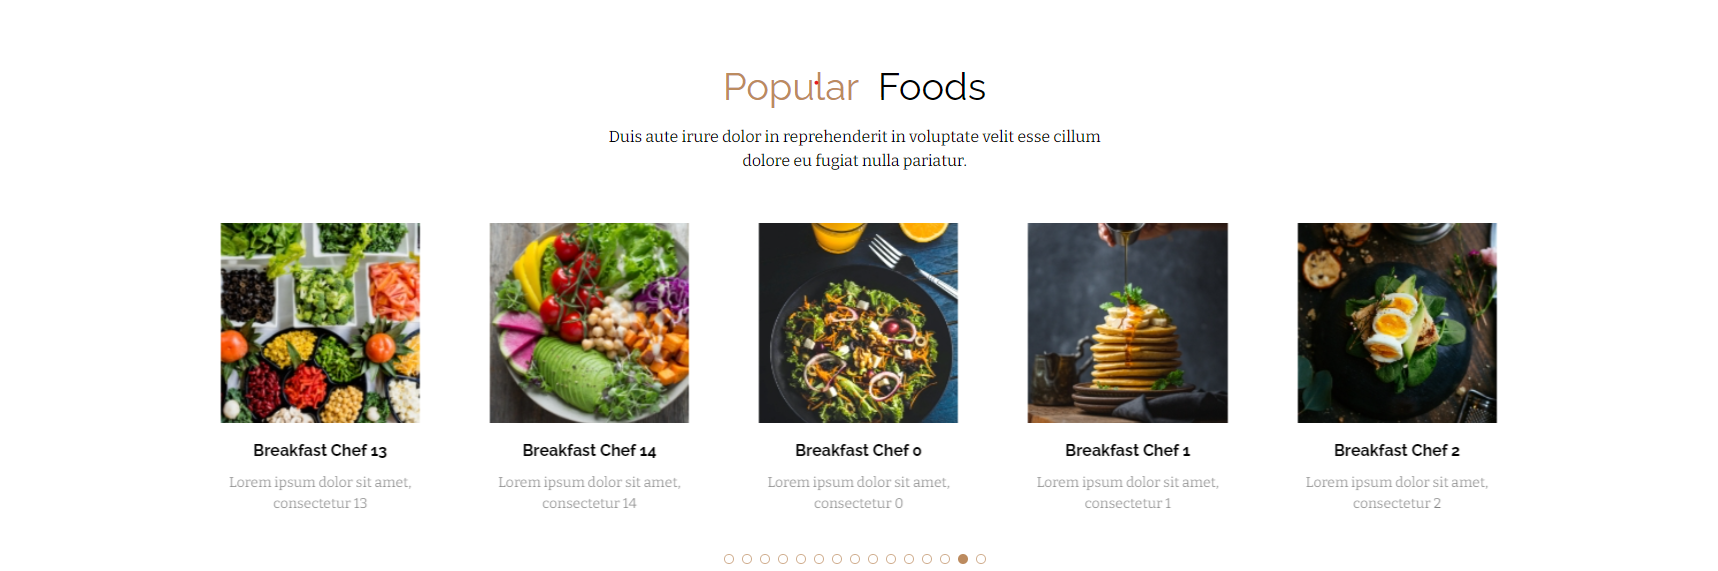 Popular Foods
Duis aute irure dolor in reprehenderit in voluptate velit esse cillum
dolore eu fugiat nulla pariatur.
Breakfast Chef 13
Lorem ipsum dolor sit amet,
consectetur 13
Breakfast Chef 14
Lorem ipsum dolor sit amet,
consectetur 14
Breakfast Chef 0
Lorem ipsum dolor sit amet,
consectetur 0
Breakfast Chef 1
Lorem ipsum dolor sit amet,
consectetur 1
Breakfast Chef 2
Lorem ipsum dolor sit amet,
consectetur 2